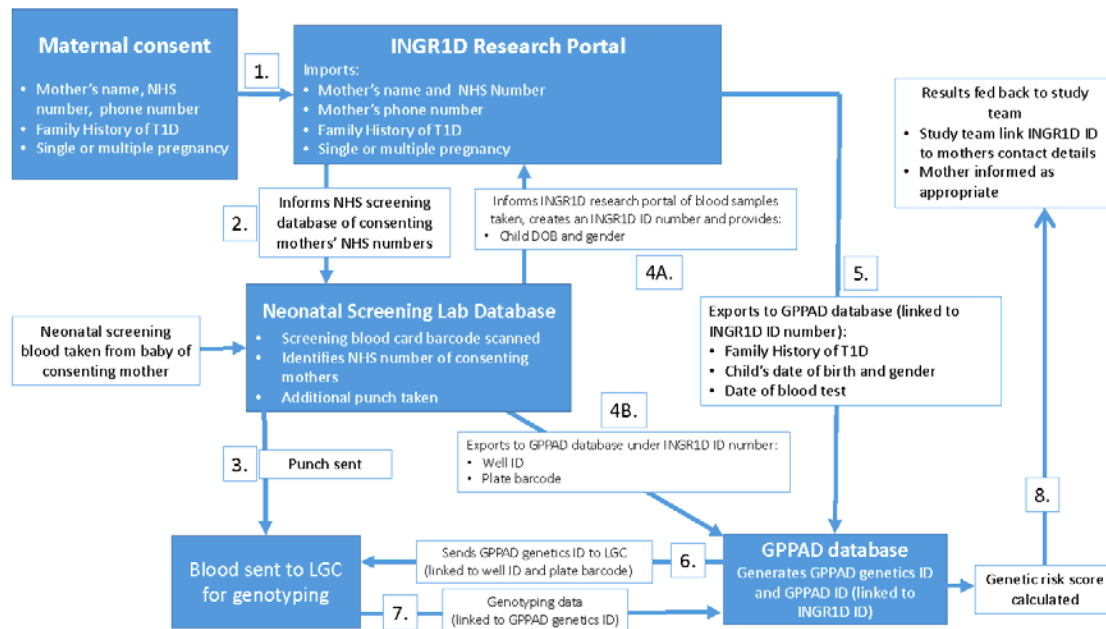 Maternal consent
• Mother's name, NHS
number, phone number
• Family History of T1D
• Single or multiple pregnancy
1.
INGR1D Research Portal
Imports:
• Mother's name and NHS Number
• Mother's phone number
• Family History of T1D
• Single or multiple pregnancy
Results fed back to study
team
• Study team link INGR1D ID
to mothers contact details
• Mother informed as
appropriate
2.
Informs NHS screening
database of consenting
mothers' NHS numbers
Informs INGR1D research portal of blood samples
taken, creates an INGR1D ID number and provides:
• Child DOB and gender
4A.
5.
Exports to GPPAD database (linked to
INGR1D ID number):
• Family History of T1D
• Child's date of birth and gender
• Date of blood test
Neonatal screening
blood taken from baby of
consenting mother
Neonatal Screening Lab Database
• Screening blood card barcode scanned
• Identifies NHS number of consenting
mothers
• Additional punch taken
4B.
Exports to GPPAD database under INGR1D ID number:
• Well ID
• Plate barcode
3.
Punch sent
8.
Blood sent to LGC
for genotyping
Sends GPPAD genetics ID to LGC
(linked to well ID and plate barcode)
6.
7.
Genotyping data
(linked to GPPAD genetics ID)
GPPAD database
Generates GPPAD genetics ID
and GPPAD ID (linked to
INGR1D ID)
Genetic risk score
calculated